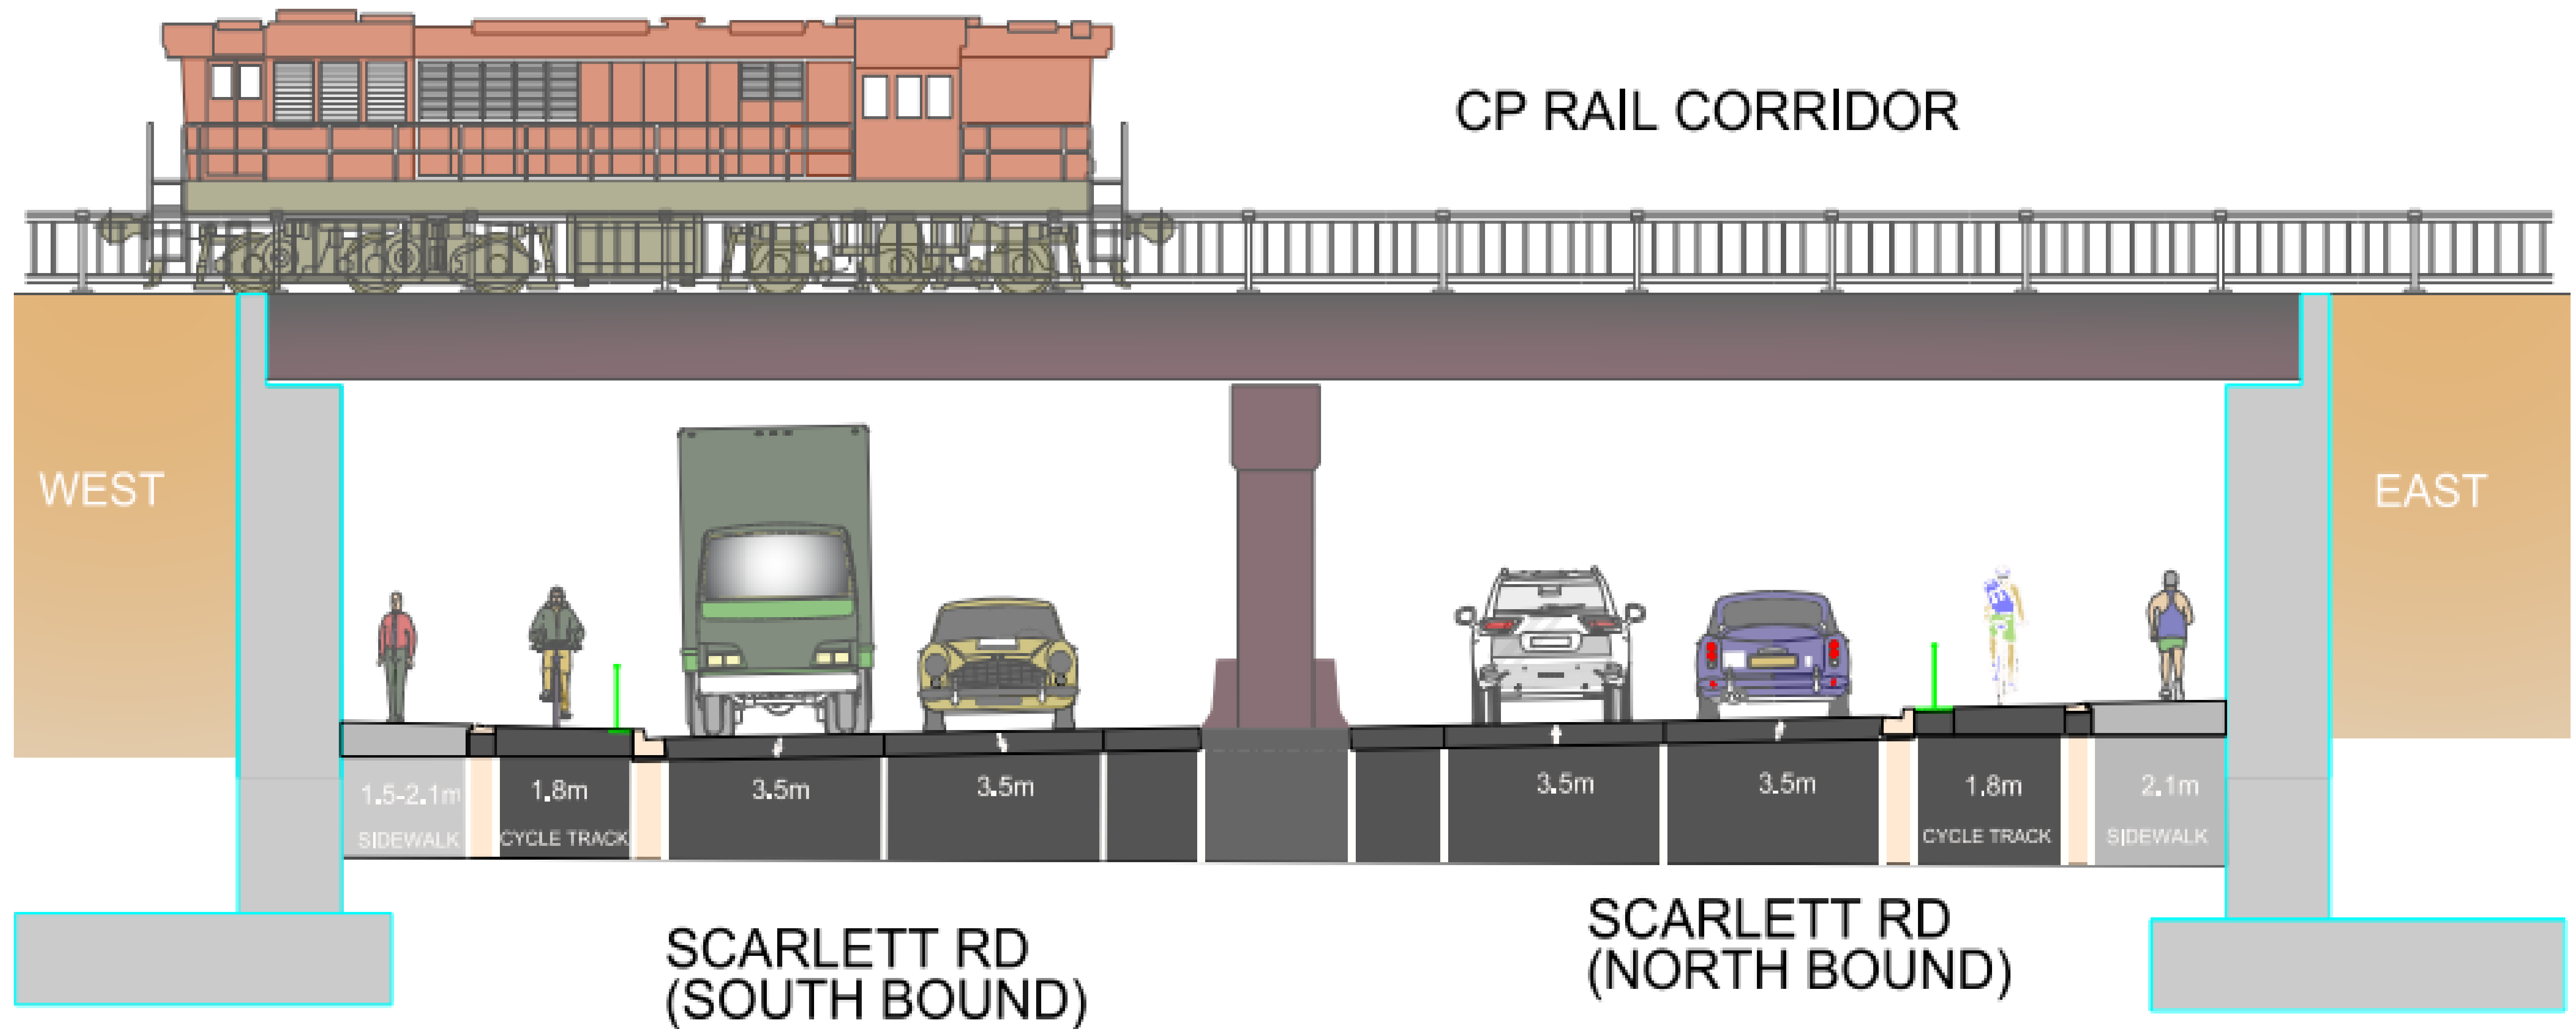 CP RAIL CORRIDOR
WEST
EAST
1.5-2.1m
SIDEWALK
1.8m
CYCLE TRACK
3.5m
3.5m
3.5m
3.5m
1.8m
CYCLE TRACK
2.1m
SIDEWALK
SCARLETT RD
(SOUTH BOUND)
SCARLETT RD
(NORTH BOUND)